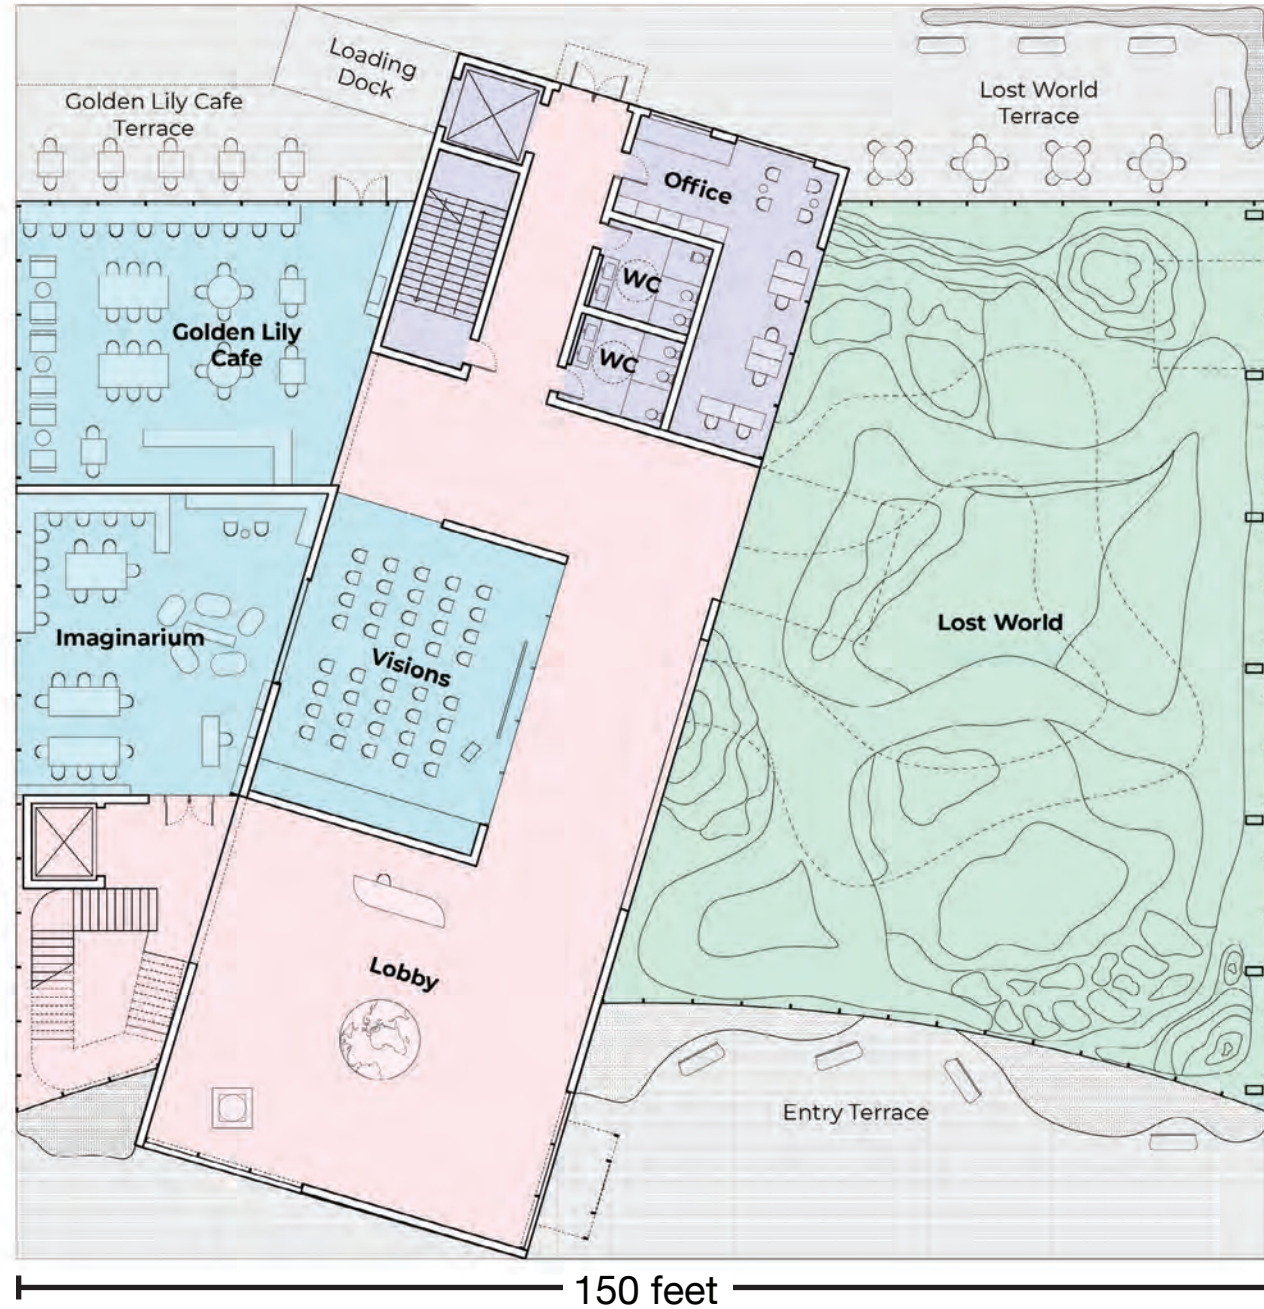 Loading
Dock
Golden Lily Cafe
Terrace
Lost World
Terrace
Office
WC
WC
Golden Lily
Cafe
Imaginarium
Visions
Lost World
Lobby
Entry Terrace
150 feet